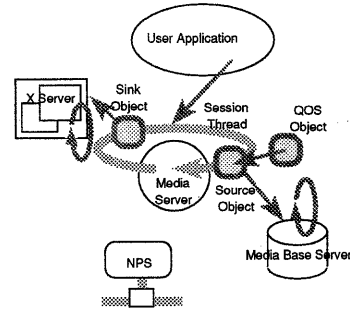 User Application
X Server
Sink
Object
Session
Thread
QOS
Object
Media
Server
Source
Object
Media Base Server
NPS